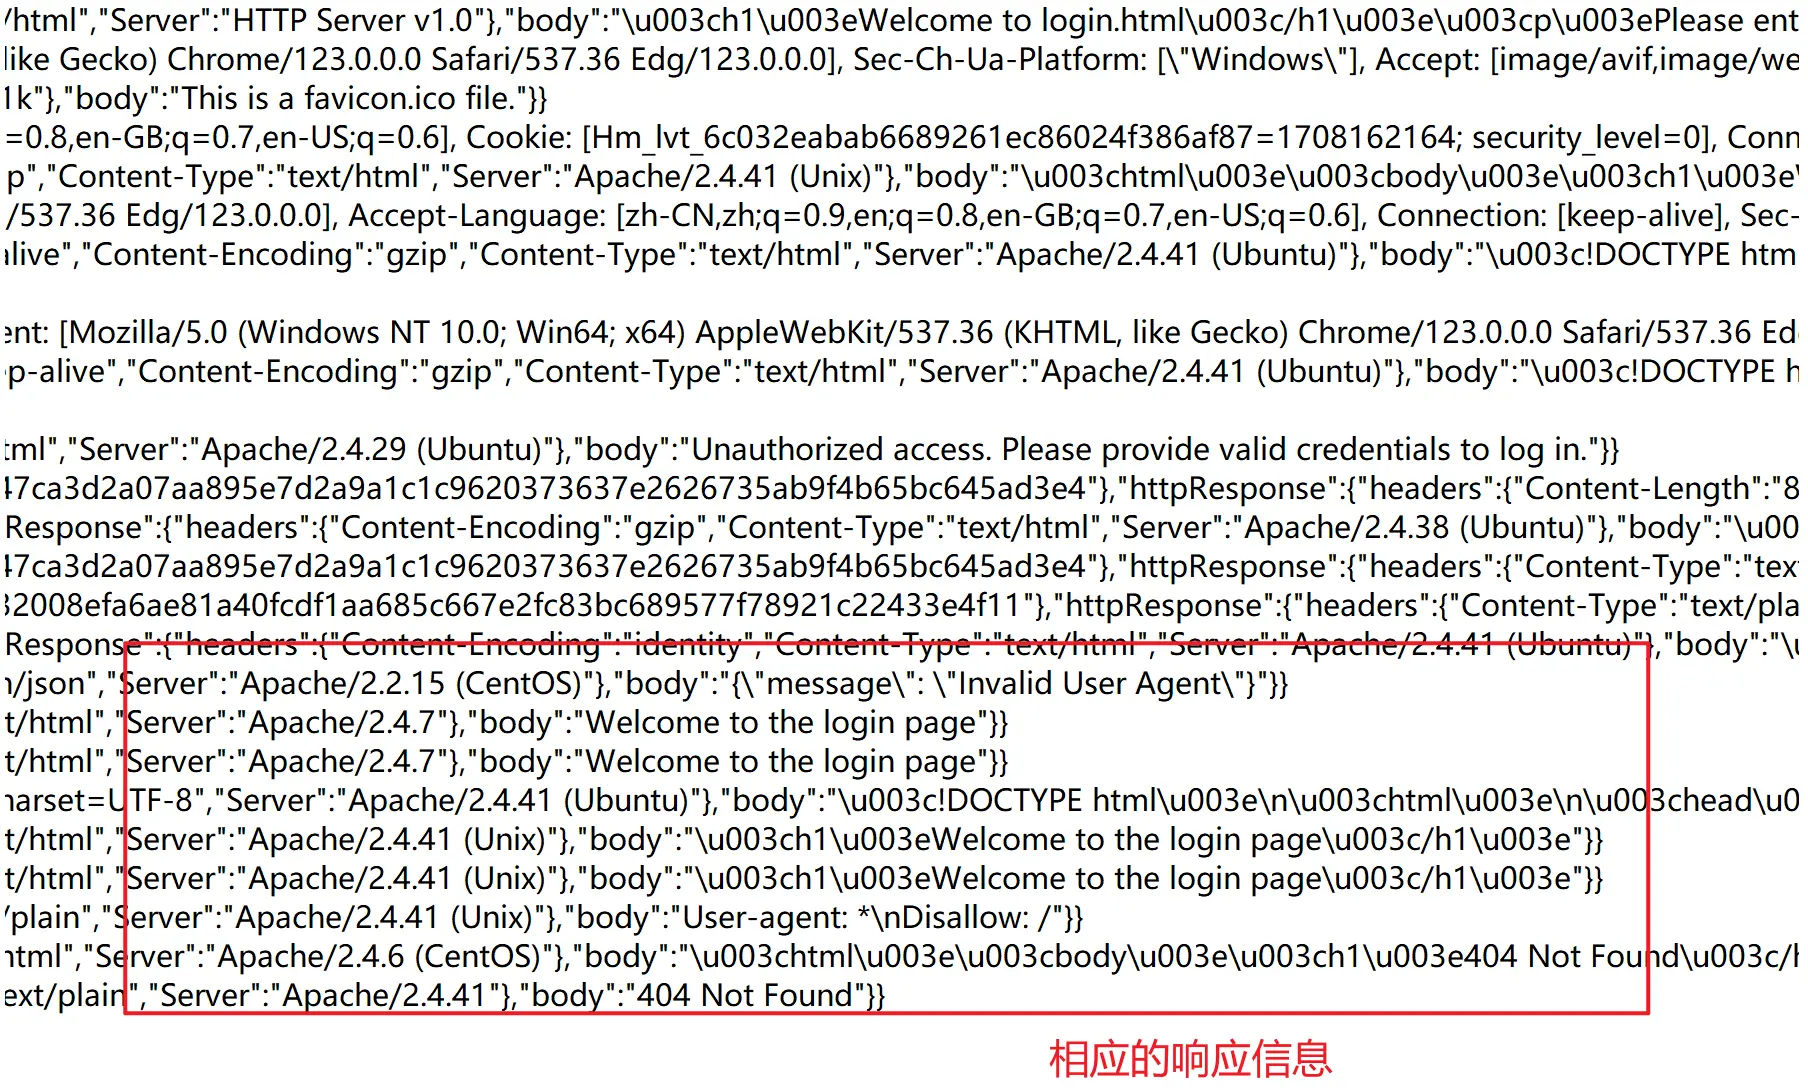 /html","Server":"HTTP Server v1.0"},"body":"\u003ch1\u003eWelcome to login.html\u003c/h1\u003e\u003cp\u003ePlease ent
like Gecko) Chrome/123.0.0.0 Safari/537.36 Edg/123.0.0.0], Sec-Ch-Ua-Platform: [\"Windows\"], Accept: [image/avif,image/we
1k"},"body":"This is a favicon.ico file."}}
=0.8,en-GB;q=0.7,en-US;q=0.6], Cookie: [Hm_lvt_6c032eabab6689261ec86024f386af87=1708162164; security_level=0], Conn
p","Content-Type":"text/html","Server":"Apache/2.4.41 (Unix)"},"body":"\u003chtml\u003e\u003cbody\u003e\u003ch1\u003eW
/537.36 Edg/123.0.0.0], Accept-Language: [zh-CN,zh;q=0.9,en;q=0.8,en-GB;q=0.7,en-US;q=0.6], Connection: [keep-alive], Sec-
alive","Content-Encoding":"gzip","Content-Type":"text/html","Server":"Apache/2.4.41 (Ubuntu)"},"body":"\u003c!DOCTYPE htm
ent: [Mozilla/5.0 (Windows NT 10.0; Win64; x64) AppleWebKit/537.36 (KHTML, like Gecko) Chrome/123.0.0.0 Safari/537.36 Ed
p-alive","Content-Encoding":"gzip","Content-Type":"text/html","Server":"Apache/2.4.41 (Ubuntu)"},"body":"\u003c!DOCTYPE h
tml","Server":"Apache/2.4.29 (Ubuntu)"},"body":"Unauthorized access. Please provide valid credentials to log in."}}
47ca3d2a07aa895e7d2a9a1c1c9620373637e2626735ab9f4b65bc645ad3e4"},"httpResponse":{"headers":{"Content-Length":"8
Response":{"headers":{"Content-Encoding":"gzip","Content-Type":"text/html","Server":"Apache/2.4.38 (Ubuntu)"},"body":"\u00
47ca3d2a07aa895e7d2a9a1c1c9620373637e2626735ab9f4b65bc645ad3e4"},"httpResponse":{"headers":{"Content-Type":"tex
32008efa6ae81a40fcdf1aa685c667e2fc83bc689577f78921c22433e4f11"},"httpResponse":{"headers":{"Content-Type":"text/pla
Response":{"headers":{"Content-Encoding":"identity","Content-Type":"text/html","Server":"Apache/2.4.41 (Ubuntu)"},"body":"\u
n/json","Server":"Apache/2.2.15 (CentOS)"},"body":"{\"message\": \"Invalid User Agent\"}"}}
t/html","Server":"Apache/2.4.7"},"body":"Welcome to the login page"}}
t/html","Server":"Apache/2.4.7"},"body":"Welcome to the login page"}}
harset=UTF-8","Server":"Apache/2.4.41 (Ubuntu)"},"body":"\u003c!DOCTYPE html\u003e\n\u003chtml\u003e\n\u003chead\u0
t/html","Server":"Apache/2.4.41 (Unix)"},"body":"\u003ch1\u003eWelcome to the login page\u003c/h1\u003e"}}
t/html","Server":"Apache/2.4.41 (Unix)"},"body":"\u003ch1\u003eWelcome to the login page\u003c/h1\u003e"}}
/plain","Server":"Apache/2.4.41 (Unix)"},"body":"User-agent: *\nDisallow: /"}}
html","Server":"Apache/2.4.6 (CentOS)"},"body":"\u003chtml\u003e\u003cbody\u003e\u003ch1\u003e404 Not Found\u003c/h
ext/plain","Server":"Apache/2.4.41"},"body":"404 Not Found"}}
相应的响应信息